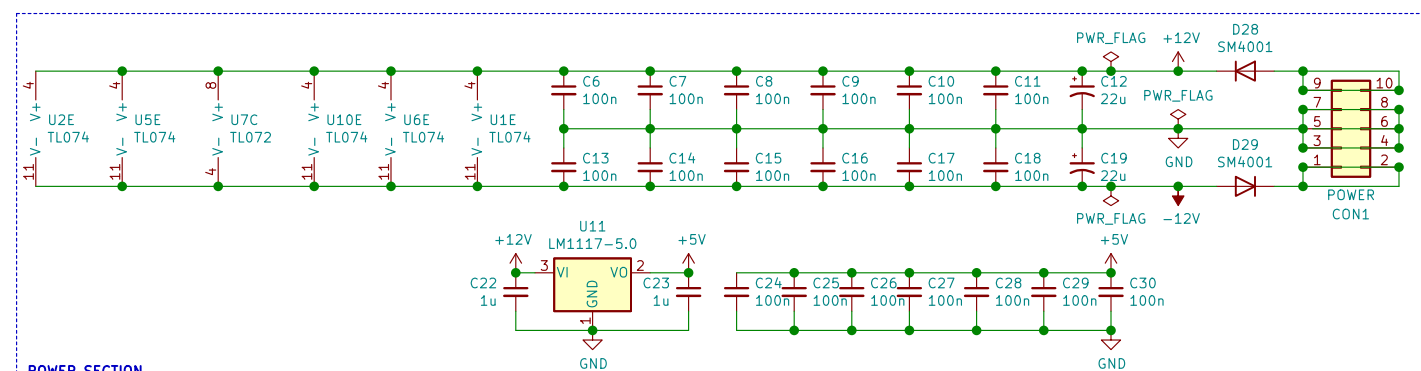 PWR_FLAG
+12V
D28
SM4001
4
V+
V-
11
U2E
TL074
4
V+
V-
11
U5E
TL074
8
V+
V-
4
U7C
TL072
4
V+
V-
11
U10E
TL074
4
V+
V-
11
U6E
TL074
4
V+
V-
11
U1E
TL074
C6
100n
C7
100n
C8
100n
C9
100n
C10
100n
C11
100n
+
C12
22u
PWR_FLAG
GND
C13
100n
C14
100n
C15
100n
C16
100n
C17
100n
C18
100n
+
C19
22u
PWR_FLAG
-12V
D29
SM4001
9
10
7
8
5
6
3
4
1
2
POWER
CON1
U11
LM1117-5.0
+12V
3
VI
VO
2
GND
1
+5V
C22
1u
C23
1u
GND
+5V
C24
100n
C25
100n
C26
100n
C27
100n
C28
100n
C29
100n
C30
100n
GND
POWER SECTION